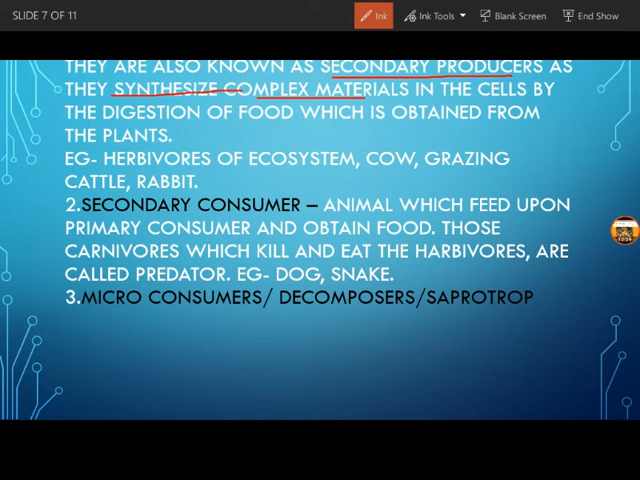 SLIDE 7 OF 11
Ink
Ink Tools
Blank Screen
End Show
THEY ARE ALSO KNOWN AS SECONDARY PRODUCERS AS
THEY SYNTHESIZE COMPLEX MATERIALS IN THE CELLS BY
THE DIGESTION OF FOOD WHICH IS OBTAINED FROM
THE PLANTS.
EG- HERBIVORES OF ECOSYSTEM, COW, GRAZING
CATTLE, RABBIT.
2.SECONDARY CONSUMER – ANIMAL WHICH FEED UPON
PRIMARY CONSUMER AND OBTAIN FOOD. THOSE
CARNIVORES WHICH KILL AND EAT THE HARBIVORES, ARE
CALLED PREDATOR. EG- DOG, SNAKE.
3.MICRO CONSUMERS/ DECOMPOSERS/SAPROTROP